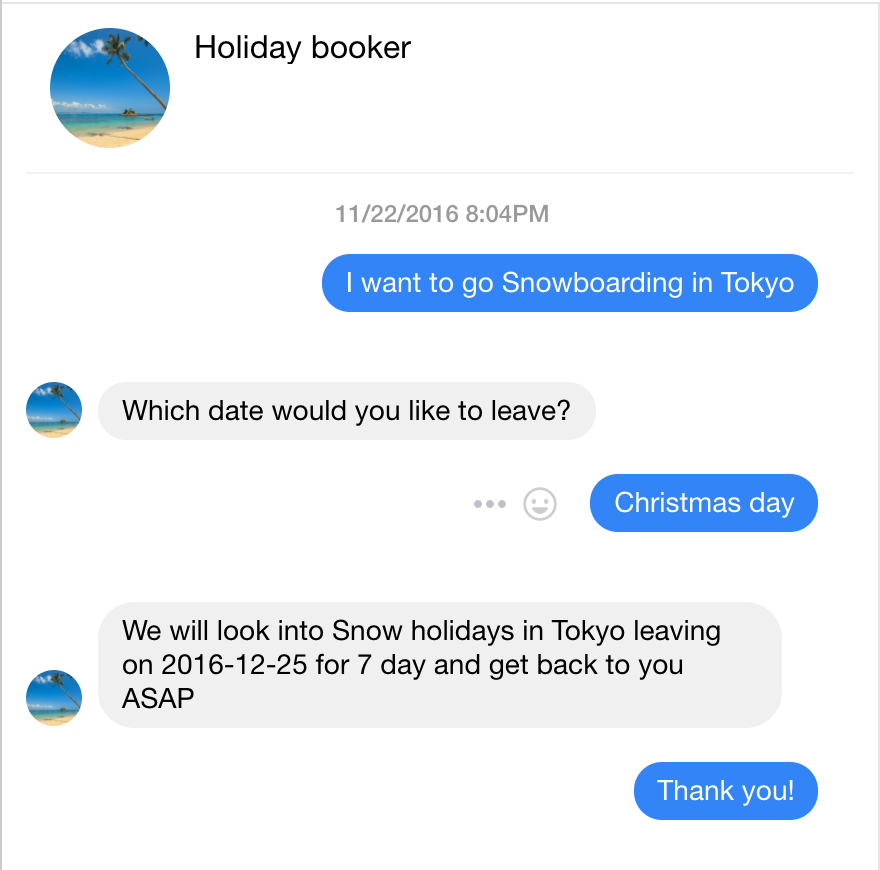 Holiday booker
11/22/2016 8:04PM
I want to go Snowboarding in Tokyo
Which date would you like to leave?
Christmas day
We will look into Snow holidays in Tokyo leaving
on 2016-12-25 for 7 day and get back to you
ASAP
Thank you!